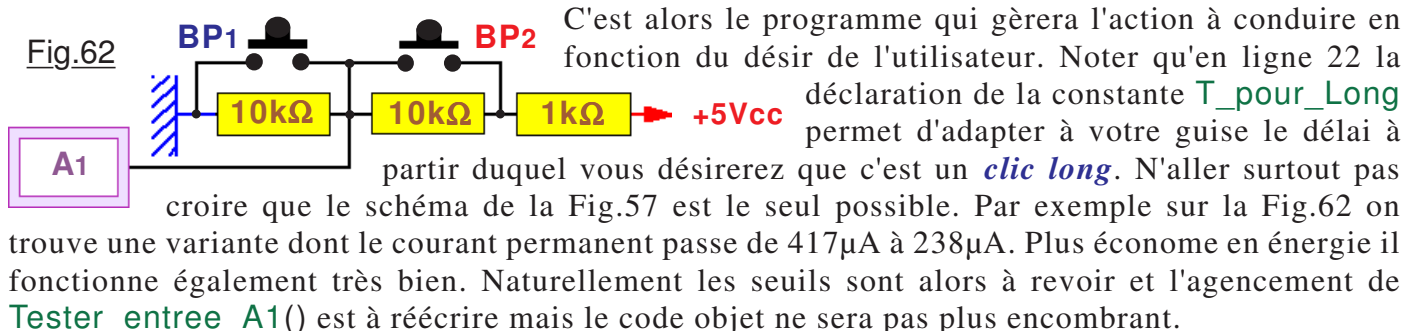 Fig.62
BP1
BP2
10kΩ
10kΩ
1kΩ
+5Vcc
A1
C'est alors le programme qui gèrera l'action à conduire en
fonction du désir de l'utilisateur. Noter qu'en ligne 22 la
déclaration de la constante T_pour_Long
permet d'adapter à votre guise le délai à
partir duquel vous désirerez que c'est un clic long. N'aller surtout pas
croire que le schéma de la Fig.57 est le seul possible. Par exemple sur la Fig.62 on
trouve une variante dont le courant permanent passe de 417µA à 238µA. Plus économe en énergie il
fonctionne également très bien. Naturellement les seuils sont alors à revoir et l'agencement de
Tester entree A1() est à réécrire mais le code objet ne sera pas plus encombrant.